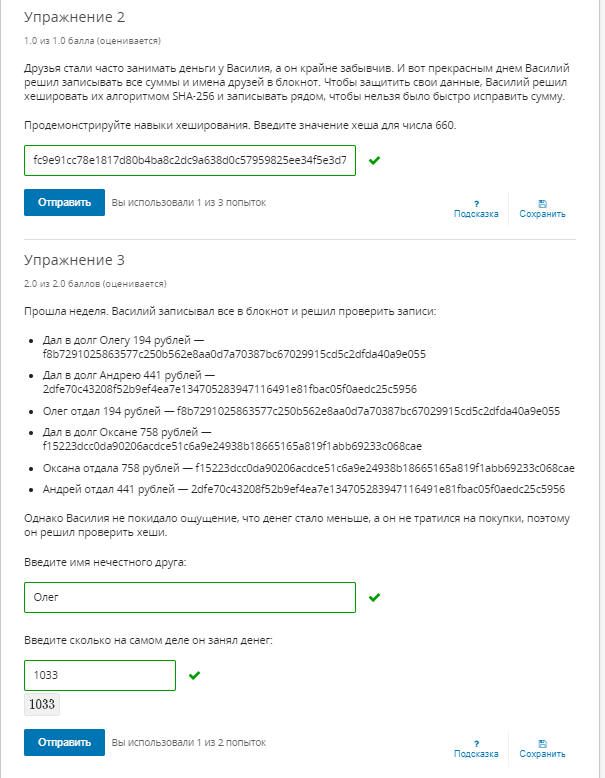 Упражнение 2
1.0 из 1.0 балла (оценивается)
Друзья стали часто занимать деньги у Василия, а он крайне забывчив. И вот прекрасным днем Василий
решил записывать все суммы и имена друзей в блокнот. Чтобы защитить свои данные, Василий решил
хешировать их алгоритмом SHA-256 и записывать рядом, чтобы нельзя было быстро исправить сумму.
Продемонстрируйте навыки хеширования. Введите значение хеша для числа 660.
fc9e91cc78e1817d80b4ba8c2dc9a638d0c57959825ee34f5e3d7
Отправить Вы использовали 1 из 3 попыток
? Подсказка Сохранить
Упражнение 3
2.0 из 2.0 баллов (оценивается)
Прошла неделя. Василий записывал все в блокнот и решил проверить записи:
• Дал в долг Олегу 194 рублей —
f8b7291025863577c250b562e8aa0d7a70387bc67029915cd5c2dfda40a9e055
• Дал в долг Андрею 441 рублей —
2dfe70c43208f52b9ef4ea7e134705283947116491e81fbac05f0aedc25c5956
• Олег отдал 194 рублей — f8b7291025863577c250b562e8aa0d7a70387bc67029915cd5c2dfda40a9e055
• Дал в долг Оксане 758 рублей —
f15223dcc0da90206acdce51c6a9e24938b18665165a819f1abb69233c068cae
• Оксана отдала 758 рублей — f15223dcc0da90206acdce51c6a9e24938b18665165a819f1abb69233c068cae
• Андрей отдал 441 рублей — 2dfe70c43208f52b9ef4ea7e134705283947116491e81fbac05f0aedc25c5956
Однако Василия не покидало ощущение, что денег стало меньше, а он не тратился на покупки, поэтому
он решил проверить хеши.
Введите имя нечестного друга:
Олег
Введите сколько на самом деле он занял денег:
1033
1033
Отправить Вы использовали 1 из 2 попыток
? Подсказка Сохранить